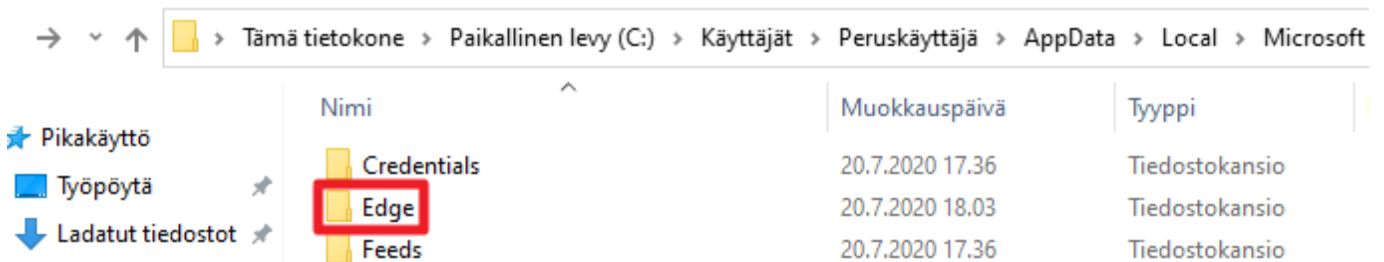 Tämä tietokone > Paikallinen levy (C:) > Käyttäjät > Peruskäyttäjä > AppData > Local > Microsoft
Nimi Muokkauspäivä Tyyppi
Pikakäyttö
Credentials 20.7.2020 17.36 Tiedostokansio
Työpöytä
Edge 20.7.2020 18.03 Tiedostokansio
Ladatut tiedostot
Feeds 20.7.2020 17.36 Tiedostokansio